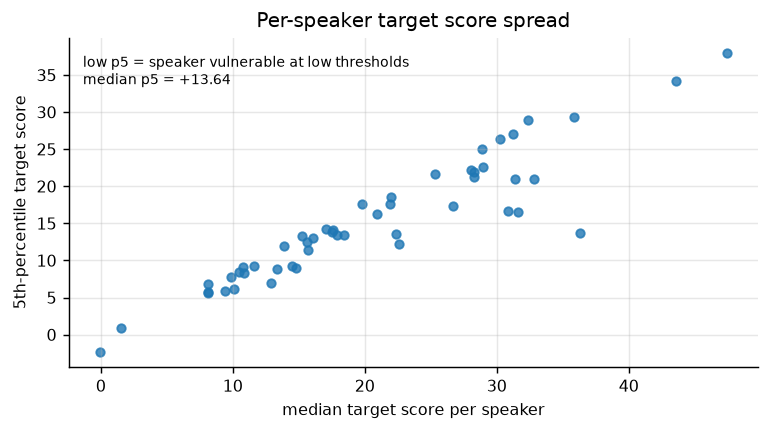 Per-speaker target score spread
low p5 = speaker vulnerable at low thresholds
median p5 = +13.64
5th-percentile target score
35
30
25
20
15
10
5
0
0 10 20 30 40
median target score per speaker